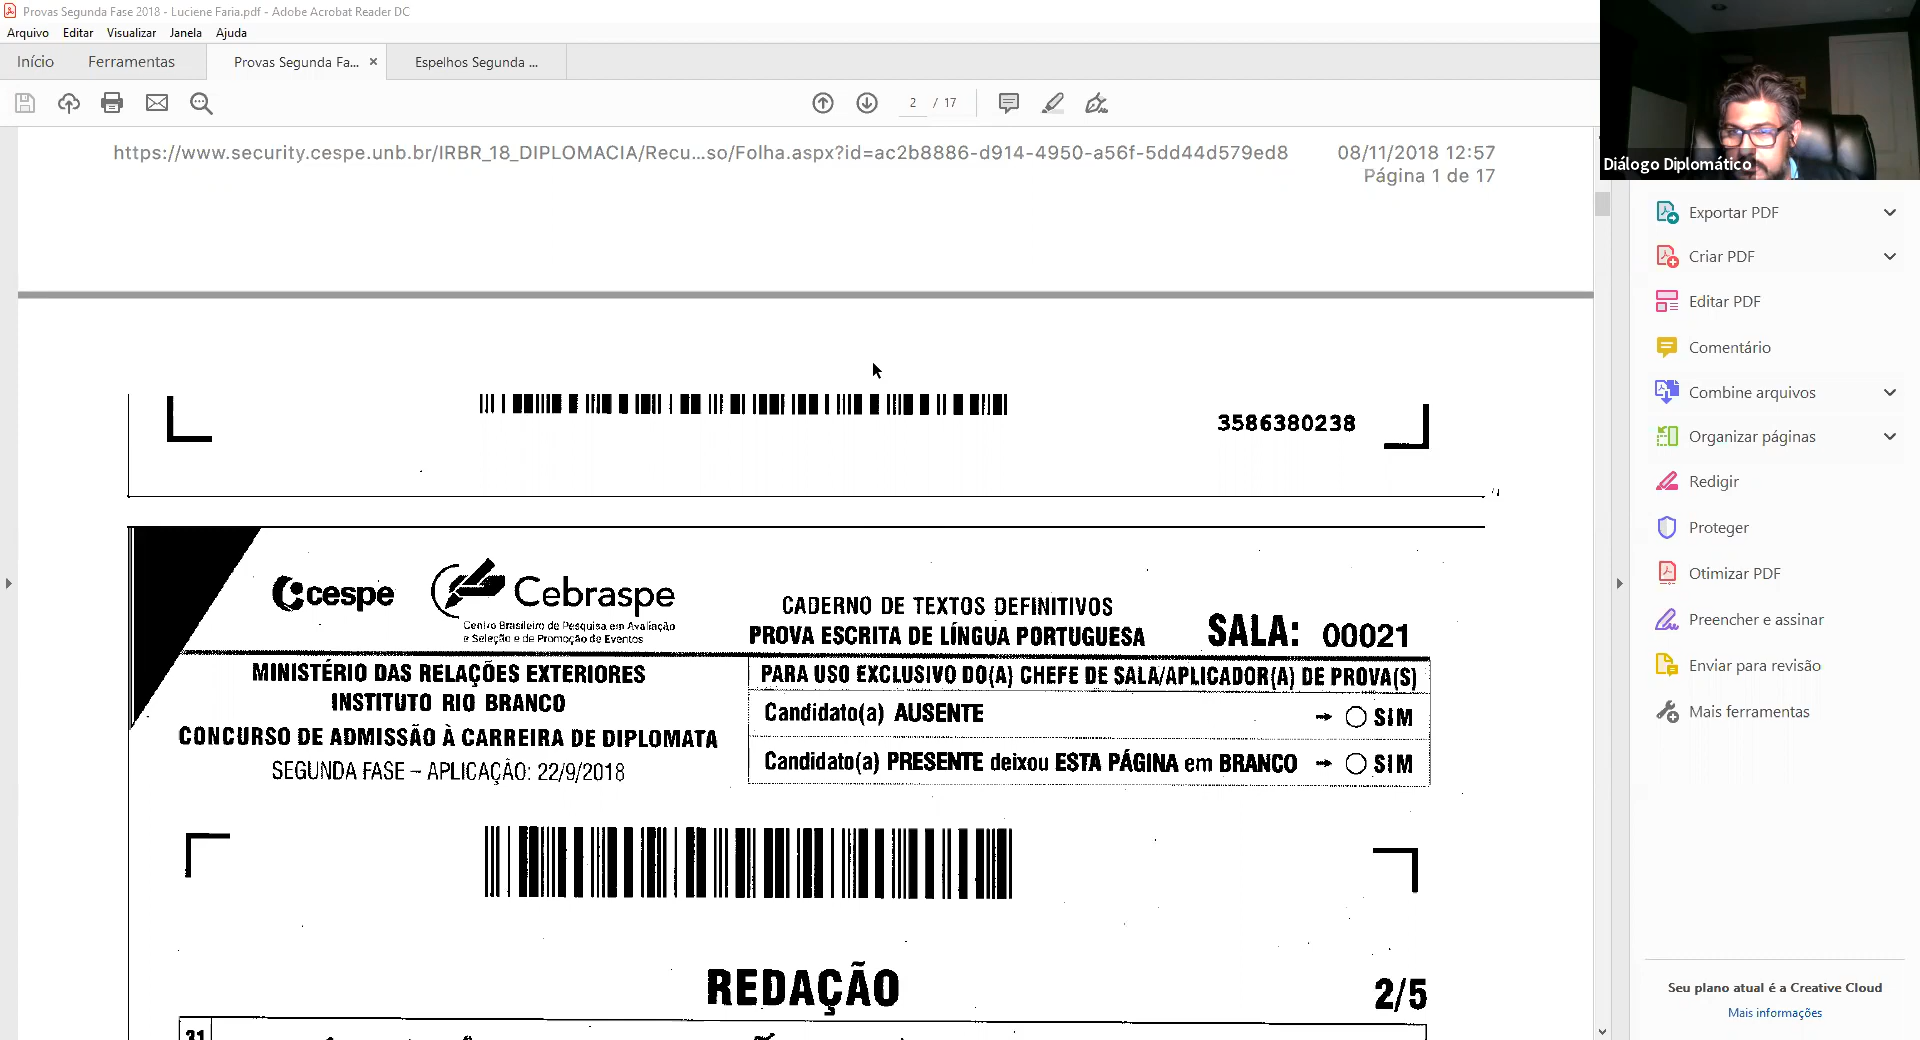 Provas Segunda Fase 2018 - Luciene Faria.pdf - Adobe Acrobat Reader DC
Arquivo Editar Visualizar Janela Ajuda
Início Ferramentas Provas Segunda Fa... × Espelhos Segunda ...
2 / 17
https://www.security.cespe.unb.br/IRBR_18_DIPLOMACIA/Recu...so/Folha.aspx?id=ac2b8886-d914-4950-a56f-5dd44d579ed8 08/11/2018 12:57
Página 1 de 17
Diálogo Diplomático
3586380238
cespe Cebraspe
Centro Brasileiro de Pesquisa em Avaliação
e Seleção e de Promoção de Eventos
CADERNO DE TEXTOS DEFINITIVOS
PROVA ESCRITA DE LÍNGUA PORTUGUESA
SALA: 00021
MINISTÉRIO DAS RELAÇÕES EXTERIORES
INSTITUTO RIO BRANCO
CONCURSO DE ADMISSÃO À CARREIRA DE DIPLOMATA
SEGUNDA FASE – APLICAÇÃO: 22/9/2018
PARA USO EXCLUSIVO DO(A) CHEFE DE SALA/APLICADOR(A) DE PROVA(S)
Candidato(a) AUSENTE → SIM
Candidato(a) PRESENTE deixou ESTA PÁGINA em BRANCO → SIM
REDAÇÃO 2/5
31
Exportar PDF
Criar PDF
Editar PDF
Comentário
Combine arquivos
Organizar páginas
Redigir
Proteger
Otimizar PDF
Preencher e assinar
Enviar para revisão
Mais ferramentas
Seu plano atual é a Creative Cloud
Mais informações